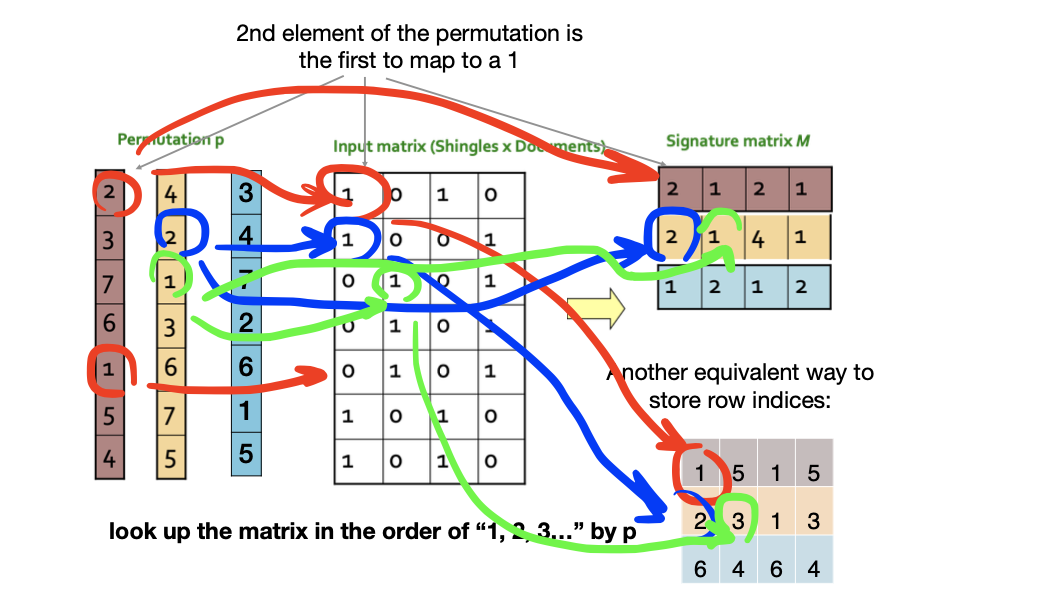 2nd element of the permutation is
the first to map to a 1
Permutation p
Input matrix (Shingles x Documents)
Signature matrix M
2 4 3 1 0 1 0 2 1 2 1
3 2 4 1 0 0 1 2 1 4 1
7 1 7 0 1 0 1 1 2 1 2
6 3 2 0 1 0 1
1 6 6 0 1 0 1
5 7 1 1 0 1 0
4 5 5 1 0 1 0
Another equivalent way to
store row indices:
1 5 1 5
2 3 1 3
6 4 6 4
look up the matrix in the order of “1, 2, 3...” by p